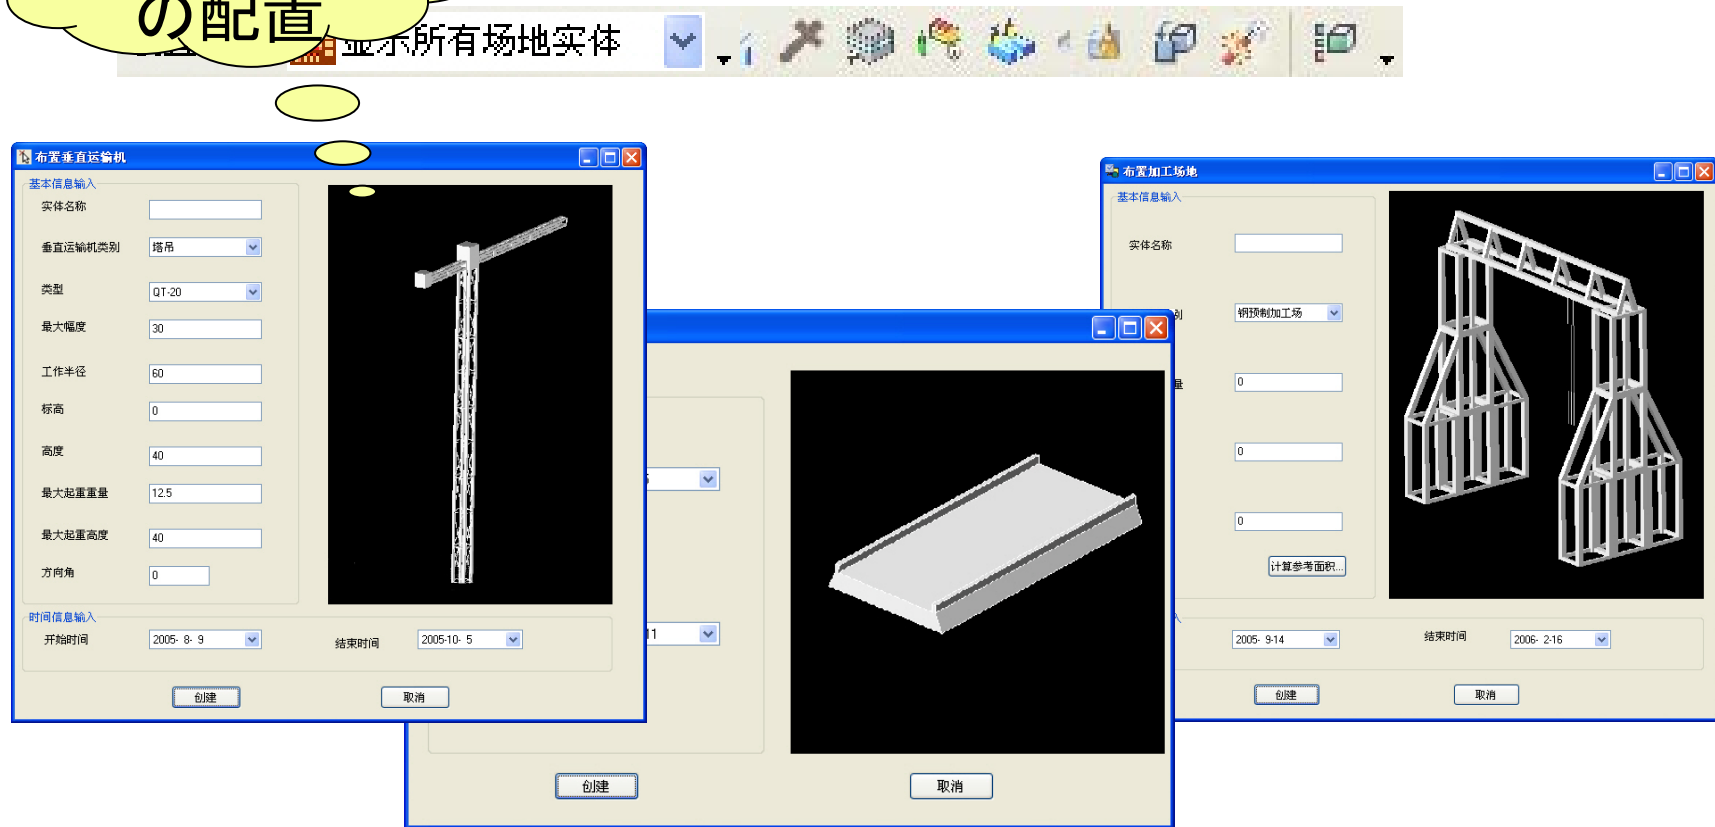 の配置
显示所有场地实体
布置垂直运输机
基本信息输入
实体名称
垂直运输机类别 塔吊
类型 QT-20
最大幅度 30
工作半径 60
标高 0
高度 40
最大起重重量 12.5
最大起重高度 40
方向角 0
时间信息输入
开始时间 2005- 8- 9 结束时间 2005-10- 5
创建 取消
11
创建 取消
布置加工场地
基本信息输入
实体名称
别 钢预制加工场
量 0
0
0
计算参考面积...
入
2005- 9-14 结束时间 2006- 2-16
创建 取消